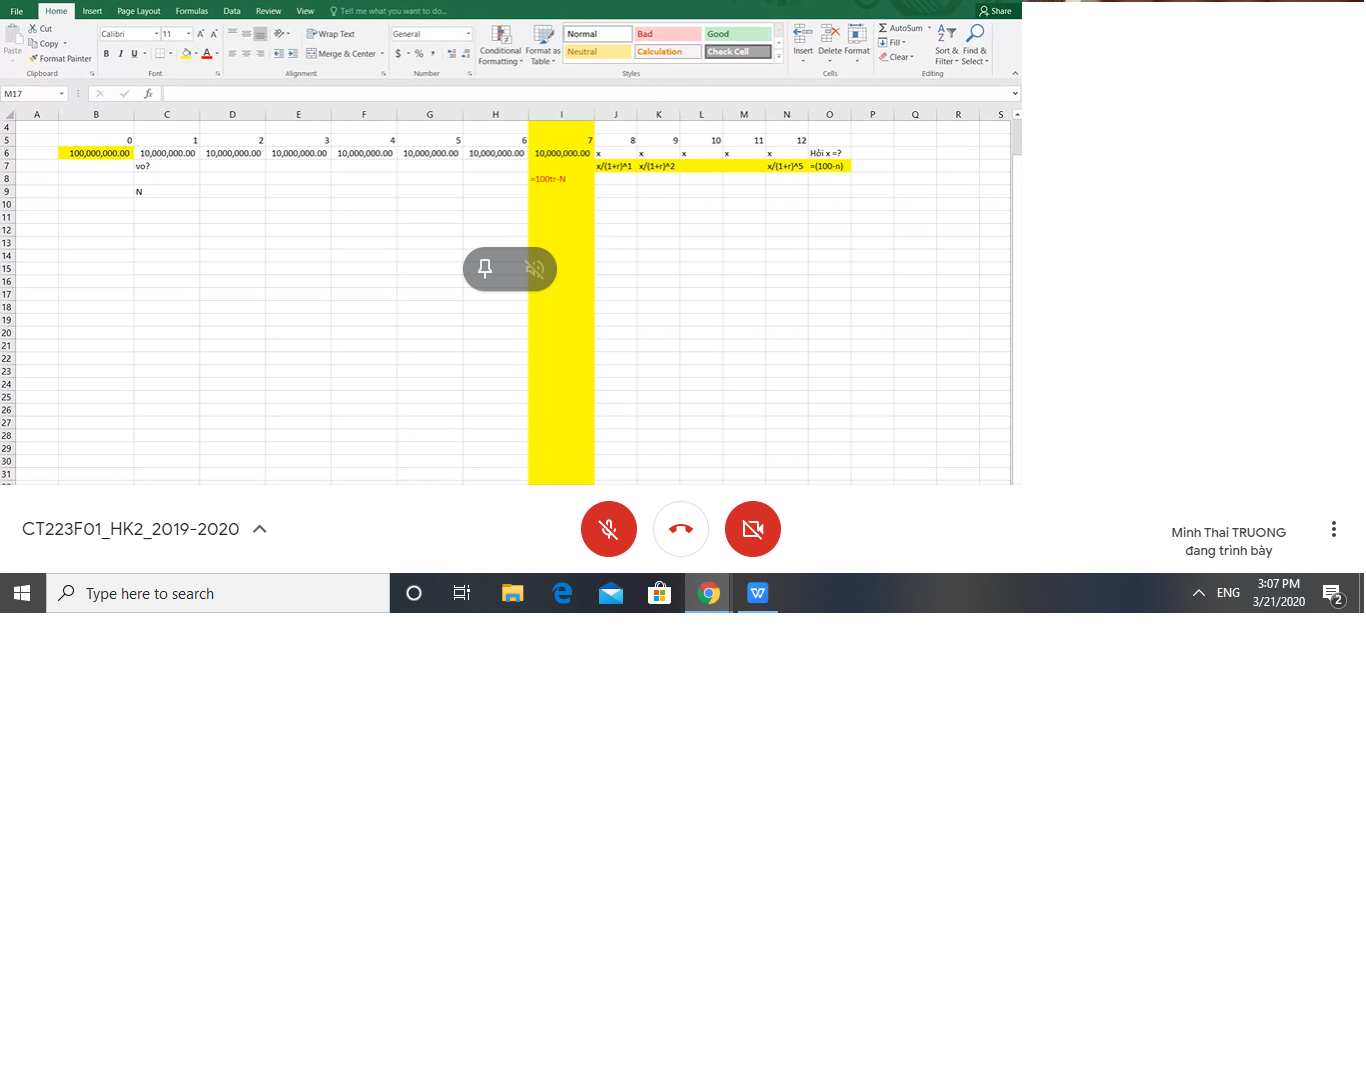 File Home Insert Page Layout Formulas Data Review View Tell me what you want to do... Share
Cut
Copy
Format Painter
Paste
Clipboard
Calibri 11
B I U
Font
Wrap Text
Merge & Center
Alignment
General
$ % ,
Number
Conditional Formatting
Format as Table
Normal Bad Good
Neutral Calculation Check Cell
Styles
Insert Delete Format
Cells
AutoSum
Fill
Clear
Sort & Filter
Find & Select
Editing
M17 fx
A B C D E F G H I J K L M N O P Q R S
4
5 0 1 2 3 4 5 6 7 8 9 10 11 12
6 100,000,000.00 10,000,000.00 10,000,000.00 10,000,000.00 10,000,000.00 10,000,000.00 10,000,000.00 10,000,000.00 x x x x x Hỏi x =?
7 vo? x/(1+r)^1 x/(1+r)^2 x/(1+r)^5 =(100-n)
8 =100tr-N
9 N
10
11
12
13
14
15
16
17
18
19
20
21
22
23
24
25
26
27
28
29
30
31
CT223F01_HK2_2019-2020
Minh Thai TRUONG
đang trình bày
Type here to search
ENG
3:07 PM
3/21/2020
2